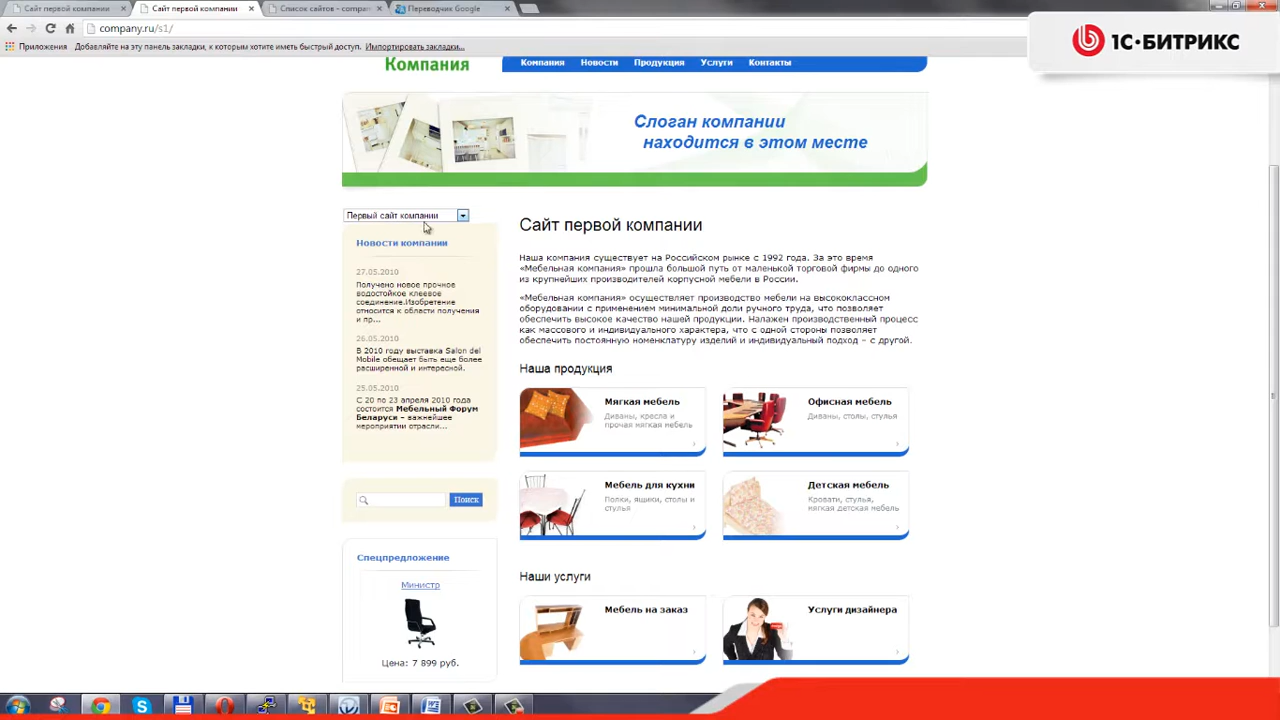 Сайт первой компании
Сайт первой компании
Список сайтов - company
Переводчик Google
company.ru/s1/
Приложения
Добавляйте на эту панель закладки, к которым хотите иметь быстрый доступ.
Импортировать закладки...
1С·БИТРИКС
Компания
Компания
Новости
Продукция
Услуги
Контакты
Слоган компании
находится в этом месте
Первый сайт компании
Новости компании
27.05.2010
Получено новое прочное
водостойкое клеевое
соединение.Изобретение
относится к области получения
и пр...
26.05.2010
В 2010 году выставка Salon del
Mobile обещает быть еще более
расширенной и интересной.
25.05.2010
С 20 по 23 апреля 2010 года
состоится Мебельный Форум
Беларуси – важнейшее
мероприятии отрасли...
Поиск
Спецпредложение
Министр
Цена: 7 899 руб.
Сайт первой компании
Наша компания существует на Российском рынке с 1992 года. За это время
«Мебельная компания» прошла большой путь от маленькой торговой фирмы до одного
из крупнейших производителей корпусной мебели в России.
«Мебельная компания» осуществляет производство мебели на высококлассном
оборудовании с применением минимальной доли ручного труда, что позволяет
обеспечить высокое качество нашей продукции. Налажен производственный процесс
как массового и индивидуального характера, что с одной стороны позволяет
обеспечить постоянную номенклатуру изделий и индивидуальный подход – с другой.
Наша продукция
Мягкая мебель
Диваны, кресла и
прочая мягкая мебель
Офисная мебель
Диваны, столы, стулья
Мебель для кухни
Полки, ящики, столы и
стулья
Детская мебель
Кровати, стулья,
мягкая детская мебель
Наши услуги
Мебель на заказ
Услуги дизайнера